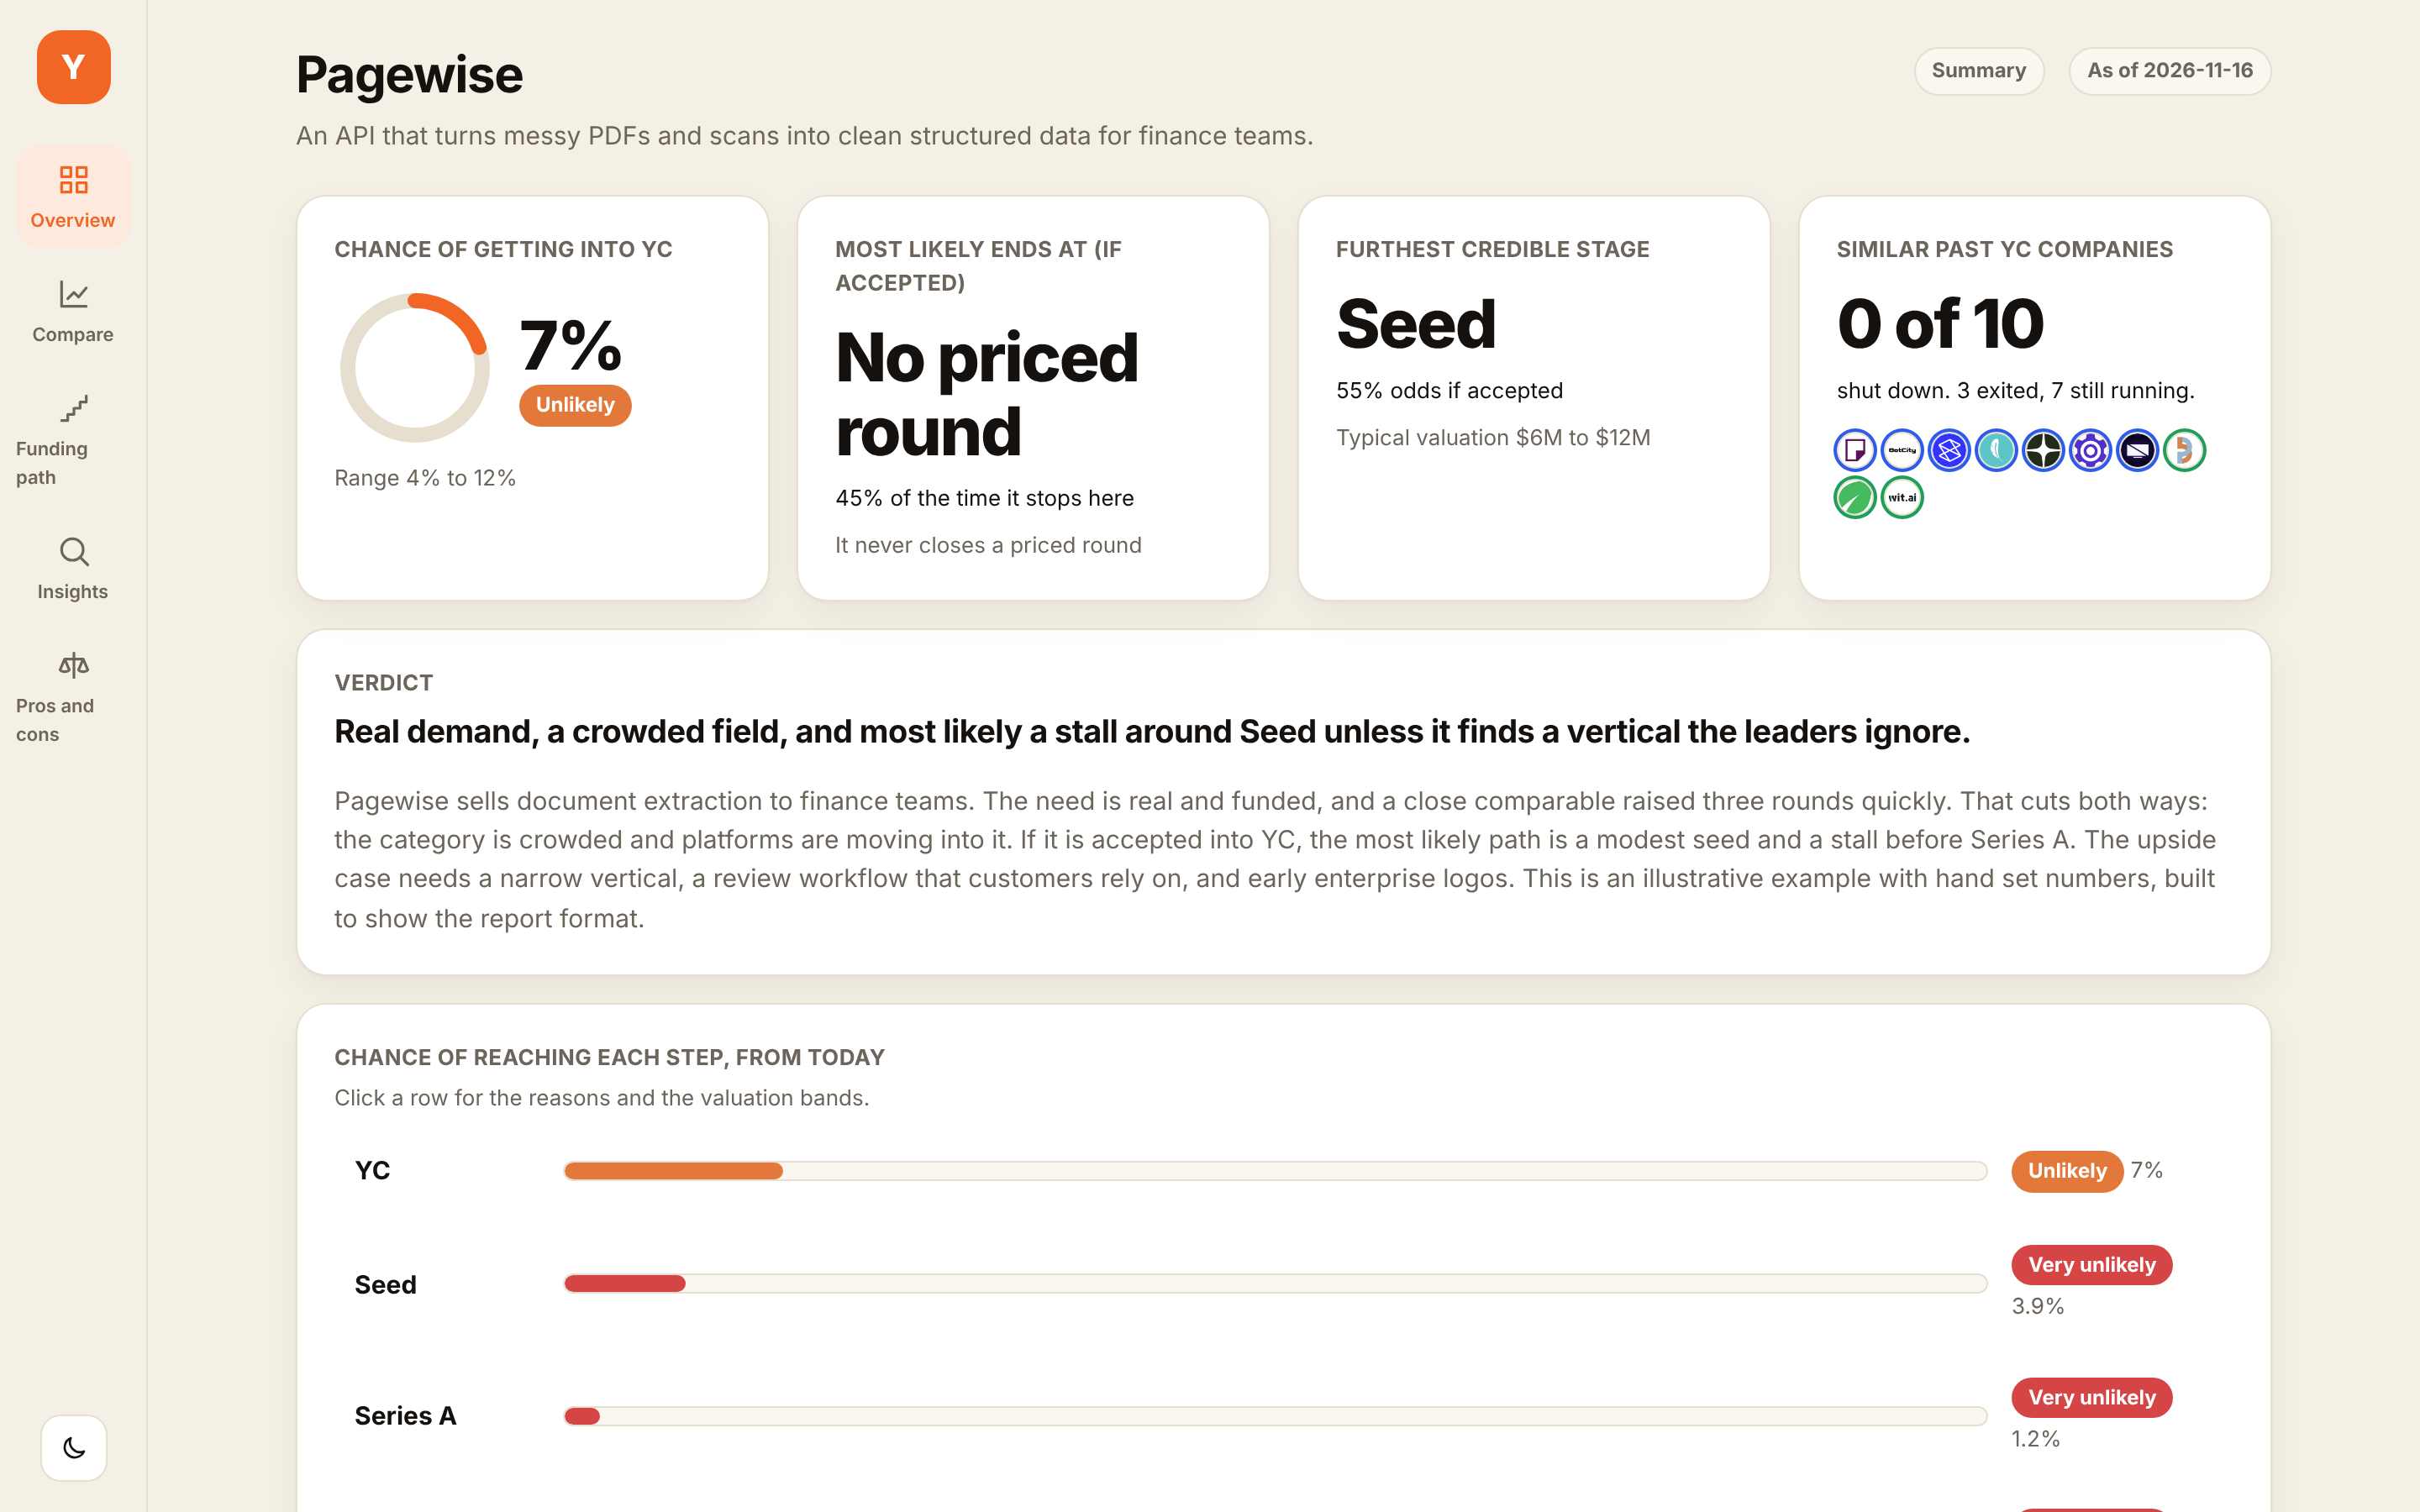 Y
Overview
Compare
Funding
path
Insights
Pros and
cons
Pagewise
Summary
As of 2026-11-16
An API that turns messy PDFs and scans into clean structured data for finance teams.
CHANCE OF GETTING INTO YC
7%
Unlikely
Range 4% to 12%
MOST LIKELY ENDS AT (IF
ACCEPTED)
No priced
round
45% of the time it stops here
It never closes a priced round
FURTHEST CREDIBLE STAGE
Seed
55% odds if accepted
Typical valuation $6M to $12M
SIMILAR PAST YC COMPANIES
0 of 10
shut down. 3 exited, 7 still running.
BotCity
wit.ai
VERDICT
Real demand, a crowded field, and most likely a stall around Seed unless it finds a vertical the leaders ignore.
Pagewise sells document extraction to finance teams. The need is real and funded, and a close comparable raised three rounds quickly. That cuts both ways:
the category is crowded and platforms are moving into it. If it is accepted into YC, the most likely path is a modest seed and a stall before Series A. The upside
case needs a narrow vertical, a review workflow that customers rely on, and early enterprise logos. This is an illustrative example with hand set numbers, built
to show the report format.
CHANCE OF REACHING EACH STEP, FROM TODAY
Click a row for the reasons and the valuation bands.
YC
Unlikely 7%
Seed
Very unlikely
3.9%
Series A
Very unlikely
1.2%